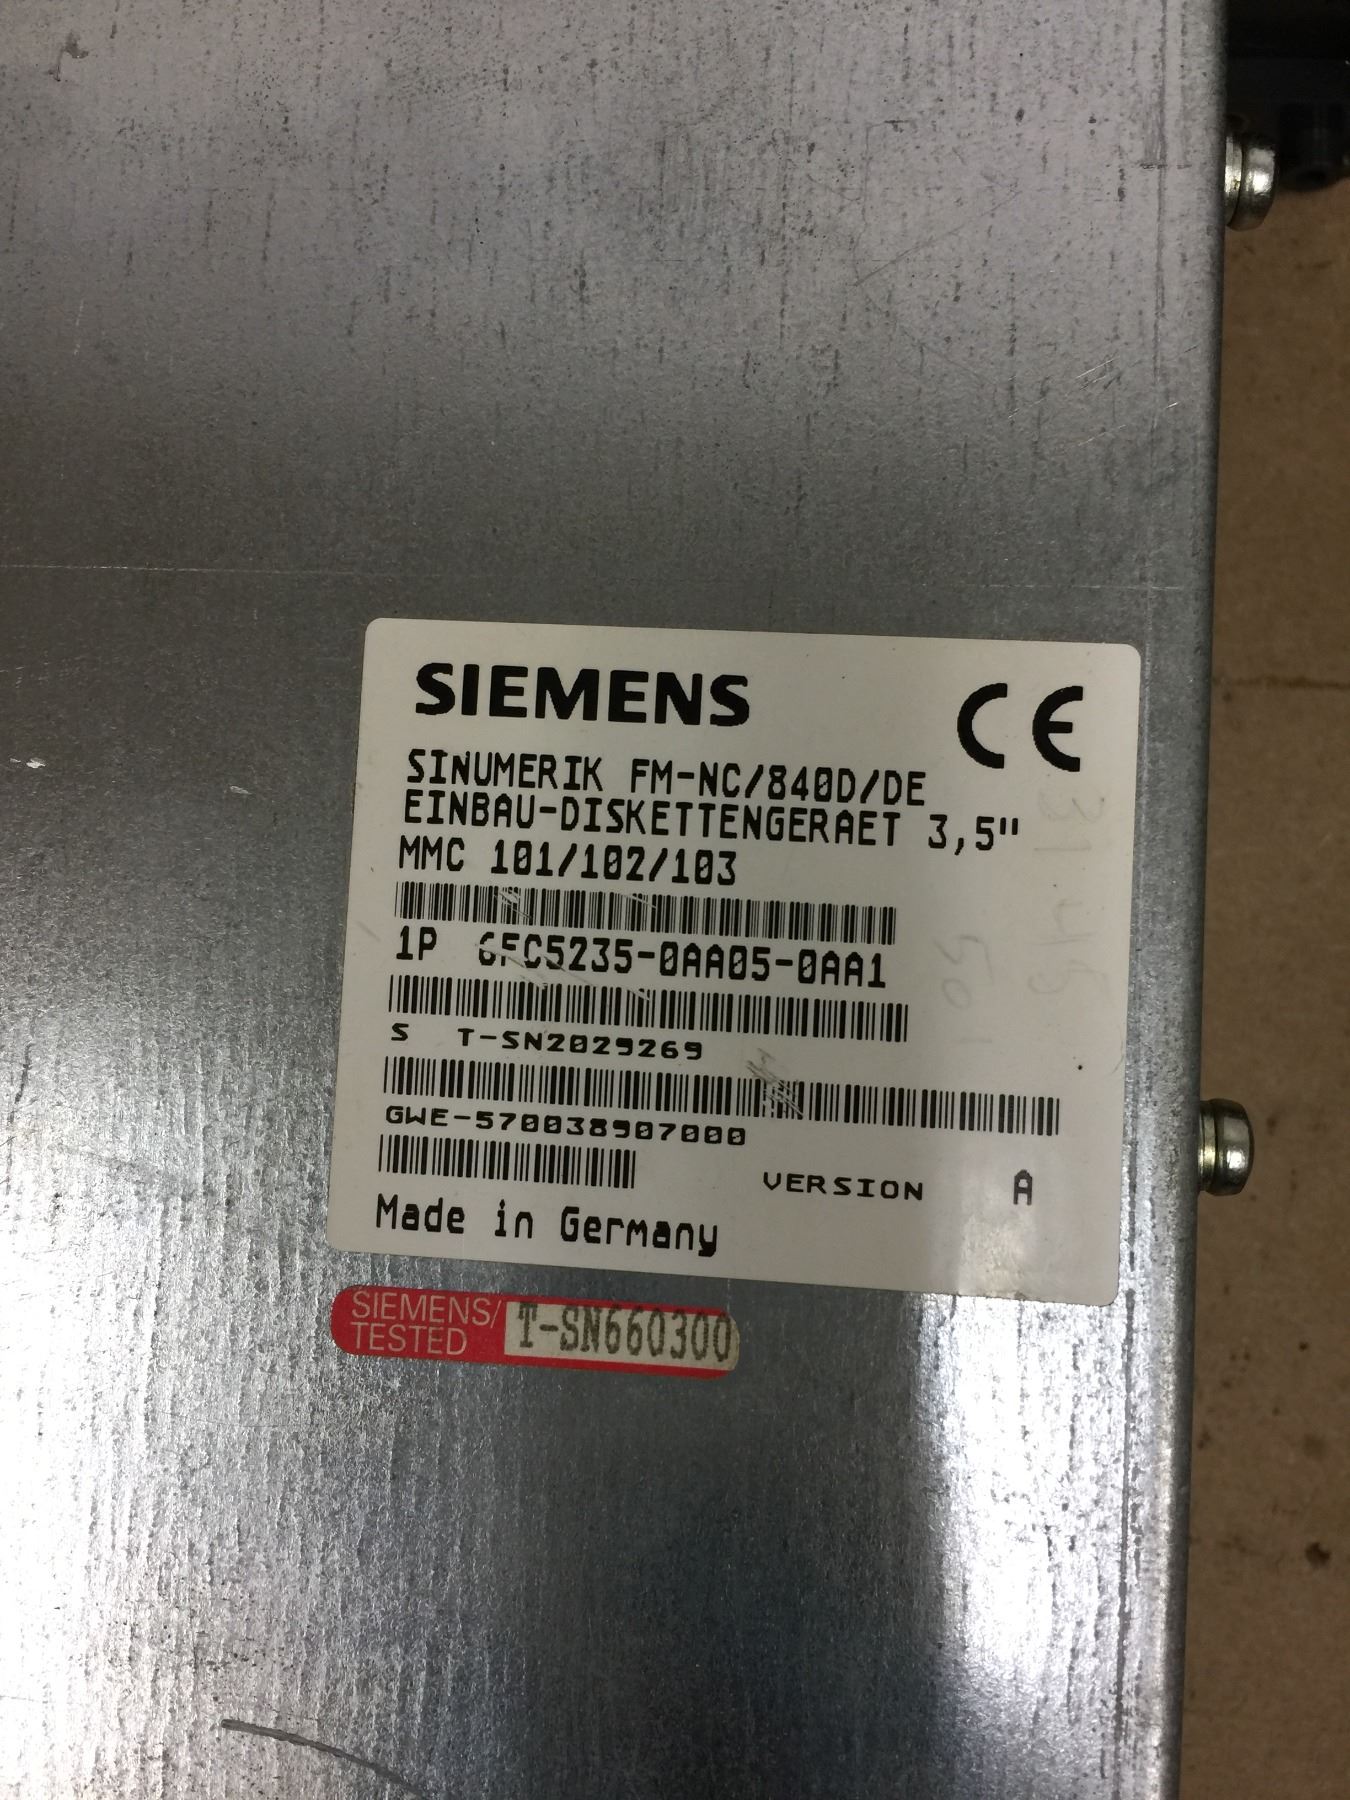 SIEMENS CE
SINUMERIK FM-NC/840D/DE
EINBAU-DISKETTENGERAET 3,5"
MMC 101/102/103
1P 6FC5235-0AA05-0AA1
S T-SN2029269
GWE-570038907000
VERSION A
Made in Germany
SIEMENS/
TESTED
T-SN660300